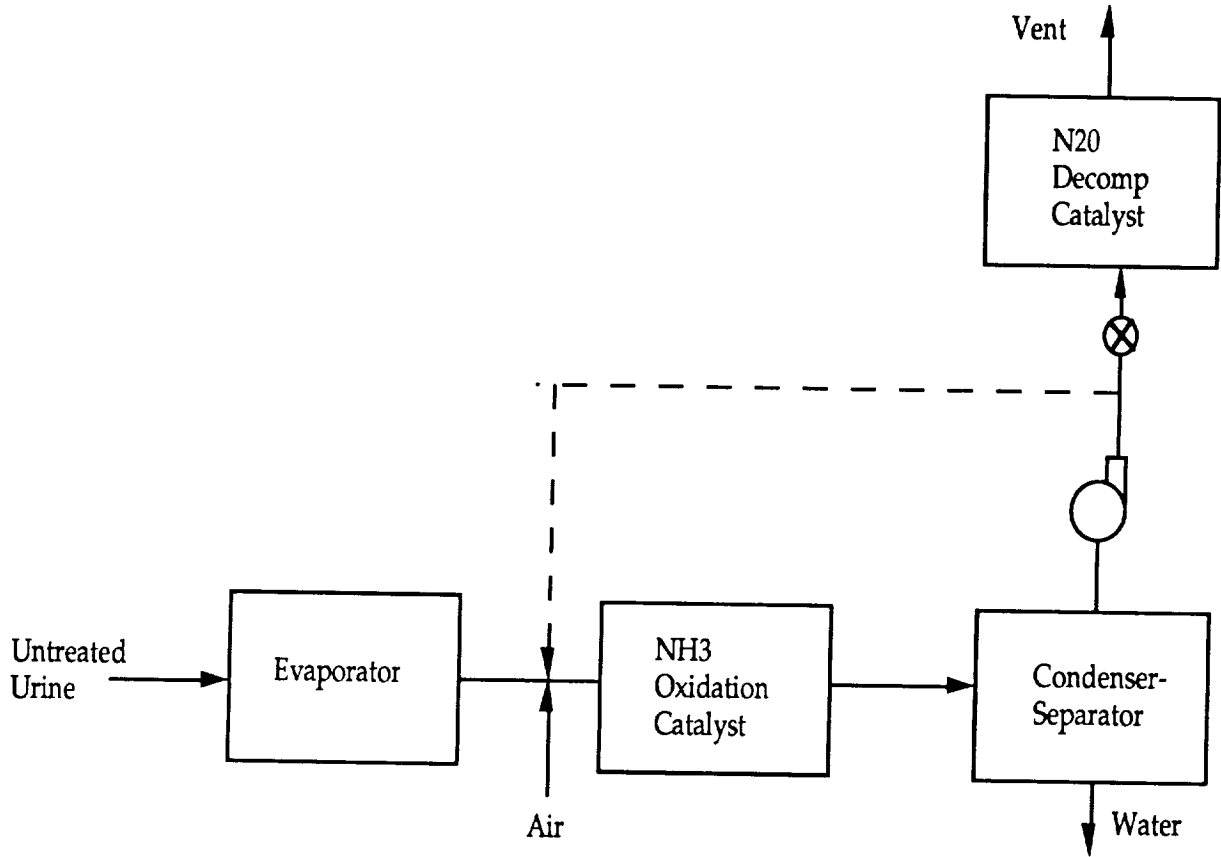 Vent
N20
Decomp
Catalyst
Untreated
Urine
Evaporator
NH3
Oxidation
Catalyst
Condenser-
Separator
Air
Water